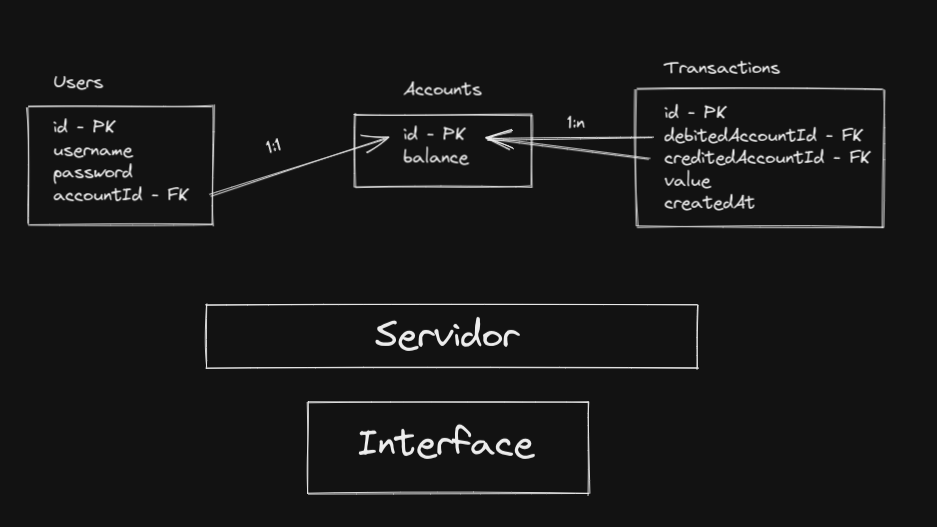 Users
id - PK
username
password
accountId - FK
1:1
Accounts
id - PK
balance
1:n
Transactions
id - PK
debitedAccountId - FK
creditedAccountId - FK
value
createdAt
Servidor
Interface